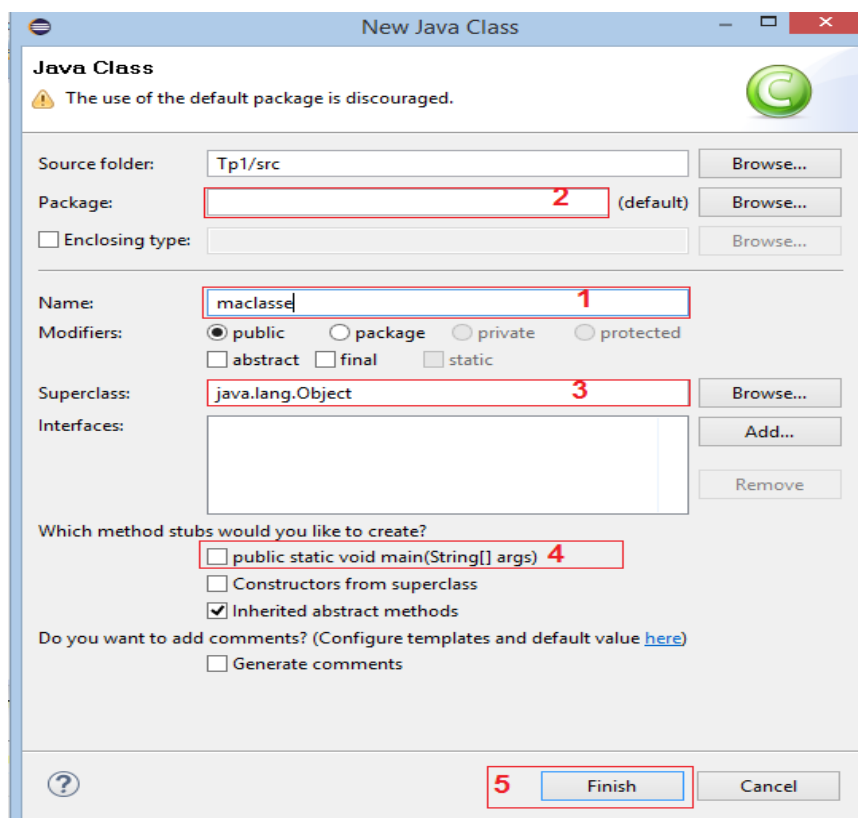 New Java Class
Java Class
The use of the default package is discouraged.
C
Source folder: Tp1/src Browse...
Package: 2 (default) Browse...
Enclosing type: Browse...
Name: maclasse 1
Modifiers: public package private protected
abstract final static
Superclass: java.lang.Object 3 Browse...
Interfaces: Add...
Remove
Which method stubs would you like to create?
public static void main(String[] args) 4
Constructors from superclass
Inherited abstract methods
Do you want to add comments? (Configure templates and default value here)
Generate comments
? 5 Finish Cancel